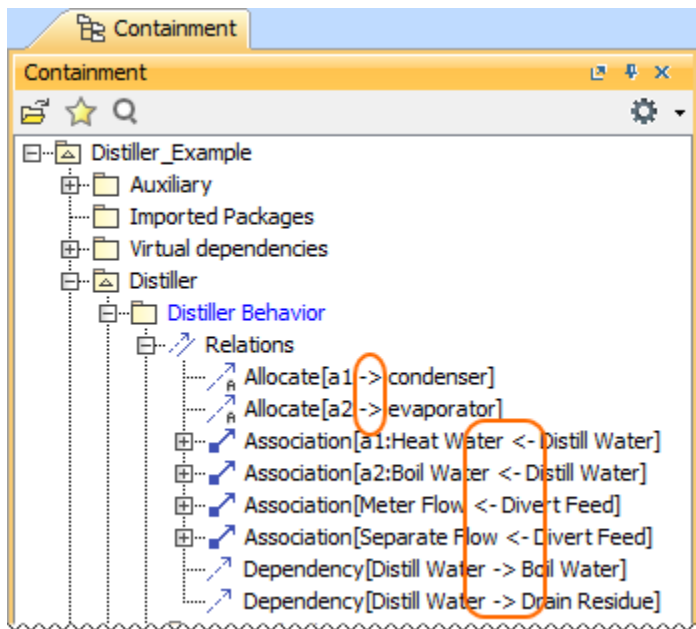 Containment
Containment
Distiller_Example
Auxiliary
Imported Packages
Virtual dependencies
Distiller
Distiller Behavior
Relations
A Allocate[a1 -> condenser]
A Allocate[a2 -> evaporator]
Association[a1:Heat Water <- Distill Water]
Association[a2:Boil Water <- Distill Water]
Association[Meter Flow <- Divert Feed]
Association[Separate Flow <- Divert Feed]
Dependency[Distill Water -> Boil Water]
Dependency[Distill Water -> Drain Residue]